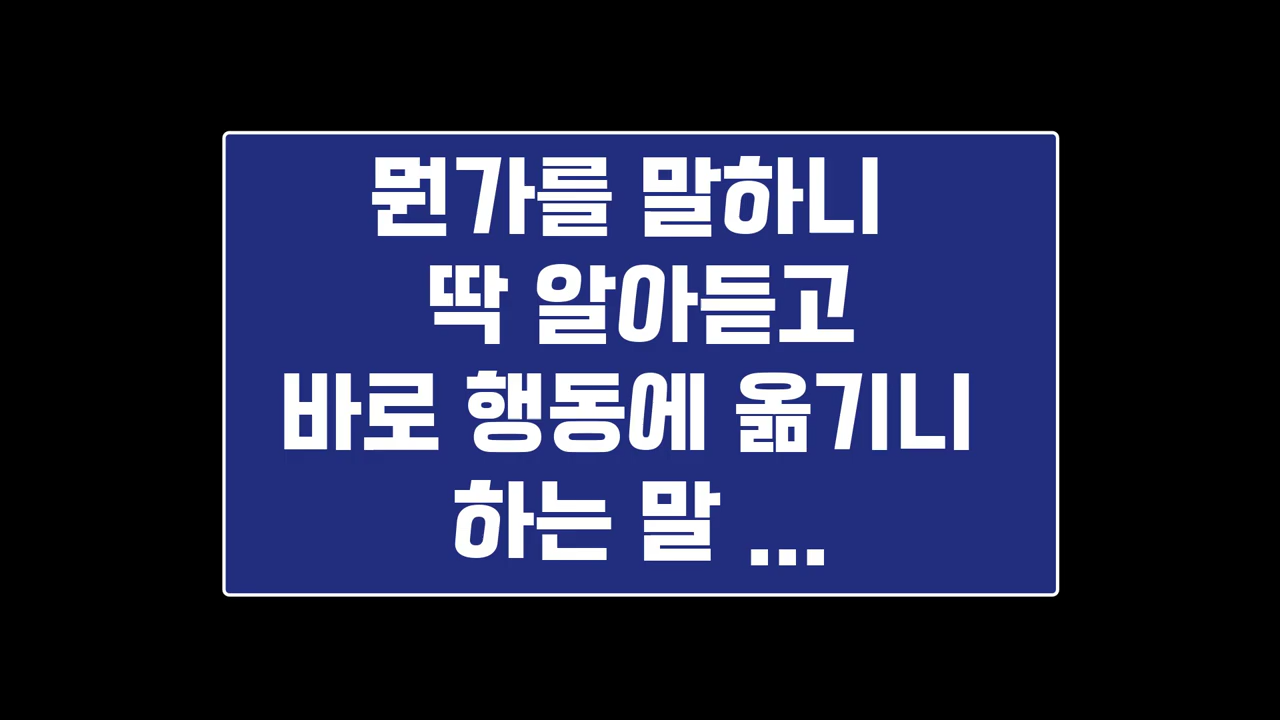 뭔가를 말하니
딱 알아듣고
바로 행동에 옮기니
하는 말 ...